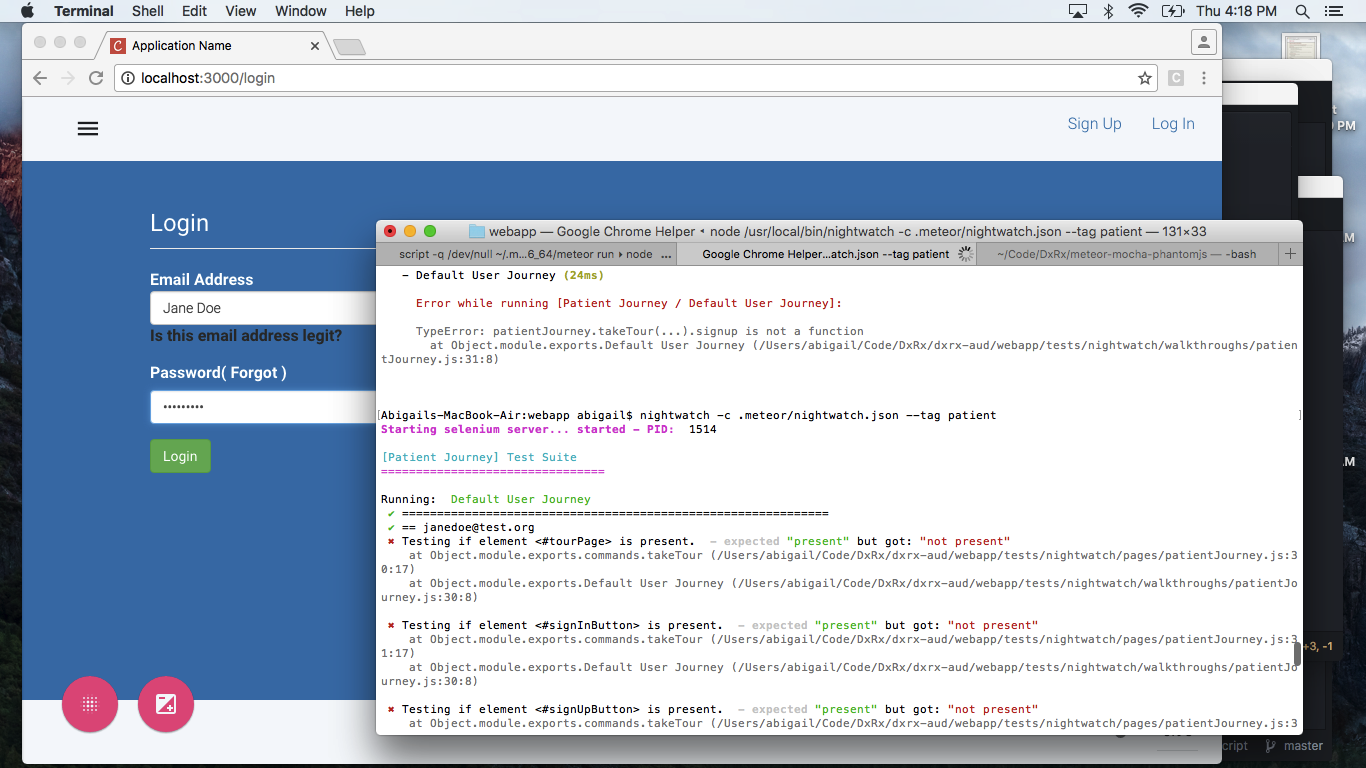 Terminal Shell Edit View Window Help Thu 4:18 PM
Application Name
localhost:3000/login
Sign Up Log In
PM
Login
Email Address
Jane Doe
Is this email address legit?
Password( Forgot )
•••••••••
Login
webapp — Google Chrome Helper ◂ node /usr/local/bin/nightwatch -c .meteor/nightwatch.json --tag patient — 131×33
script -q /dev/null ~/.m...6_64/meteor run ▸ node ... Google Chrome Helper...atch.json --tag patient ~/Code/DxRx/meteor-mocha-phantomjs — -bash
– Default User Journey (24ms)
Error while running [Patient Journey / Default User Journey]:
TypeError: patientJourney.takeTour(...).signup is not a function
at Object.module.exports.Default User Journey (/Users/abigail/Code/DxRx/dxrx-aud/webapp/tests/nightwatch/walkthroughs/patien
tJourney.js:31:8)
[Abigails-MacBook-Air:webapp abigail$ nightwatch -c .meteor/nightwatch.json --tag patient ]
Starting selenium server... started - PID: 1514
[Patient Journey] Test Suite
================================
Running: Default User Journey
✔ =============================================================
✔ == janedoe@test.org
✖ Testing if element <#tourPage> is present. – expected "present" but got: "not present"
at Object.module.exports.commands.takeTour (/Users/abigail/Code/DxRx/dxrx-aud/webapp/tests/nightwatch/pages/patientJourney.js:3
0:17)
at Object.module.exports.Default User Journey (/Users/abigail/Code/DxRx/dxrx-aud/webapp/tests/nightwatch/walkthroughs/patientJo
urney.js:30:8)
✖ Testing if element <#signInButton> is present. – expected "present" but got: "not present"
at Object.module.exports.commands.takeTour (/Users/abigail/Code/DxRx/dxrx-aud/webapp/tests/nightwatch/pages/patientJourney.js:3
1:17)
at Object.module.exports.Default User Journey (/Users/abigail/Code/DxRx/dxrx-aud/webapp/tests/nightwatch/walkthroughs/patientJo
urney.js:30:8)
+3, -1
✖ Testing if element <#signUpButton> is present. – expected "present" but got: "not present"
at Object.module.exports.commands.takeTour (/Users/abigail/Code/DxRx/dxrx-aud/webapp/tests/nightwatch/pages/patientJourney.js:3
cript master